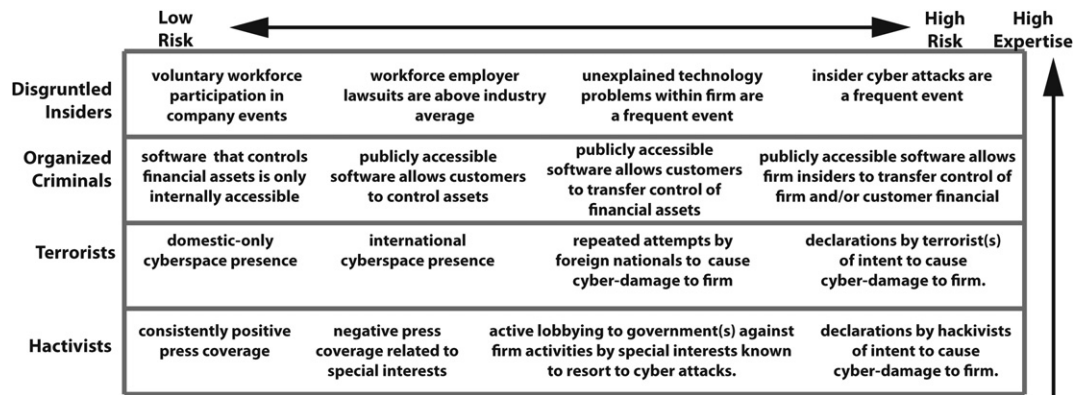 Low
Risk
High
Risk
High
Expertise
Disgruntled
Insiders
voluntary workforce
participation in
company events
workforce employer
lawsuits are above industry
average
unexplained technology
problems within firm are
a frequent event
insider cyber attacks are
a frequent event
Organized
Criminals
software that controls
financial assets is only
internally accessible
publicly accessible
software allows customers
to control assets
publicly accessible
software allows customers
to transfer control of
financial assets
publicly accessible software allows
firm insiders to transfer control of
firm and/or customer financial
Terrorists
domestic-only
cyberspace presence
international
cyberspace presence
repeated attempts by
foreign nationals to cause
cyber-damage to firm
declarations by terrorist(s)
of intent to cause
cyber-damage to firm.
Hactivists
consistently positive
press coverage
negative press
coverage related to
special interests
active lobbying to government(s) against
firm activities by special interests known
to resort to cyber attacks.
declarations by hackivists
of intent to cause
cyber-damage to firm.